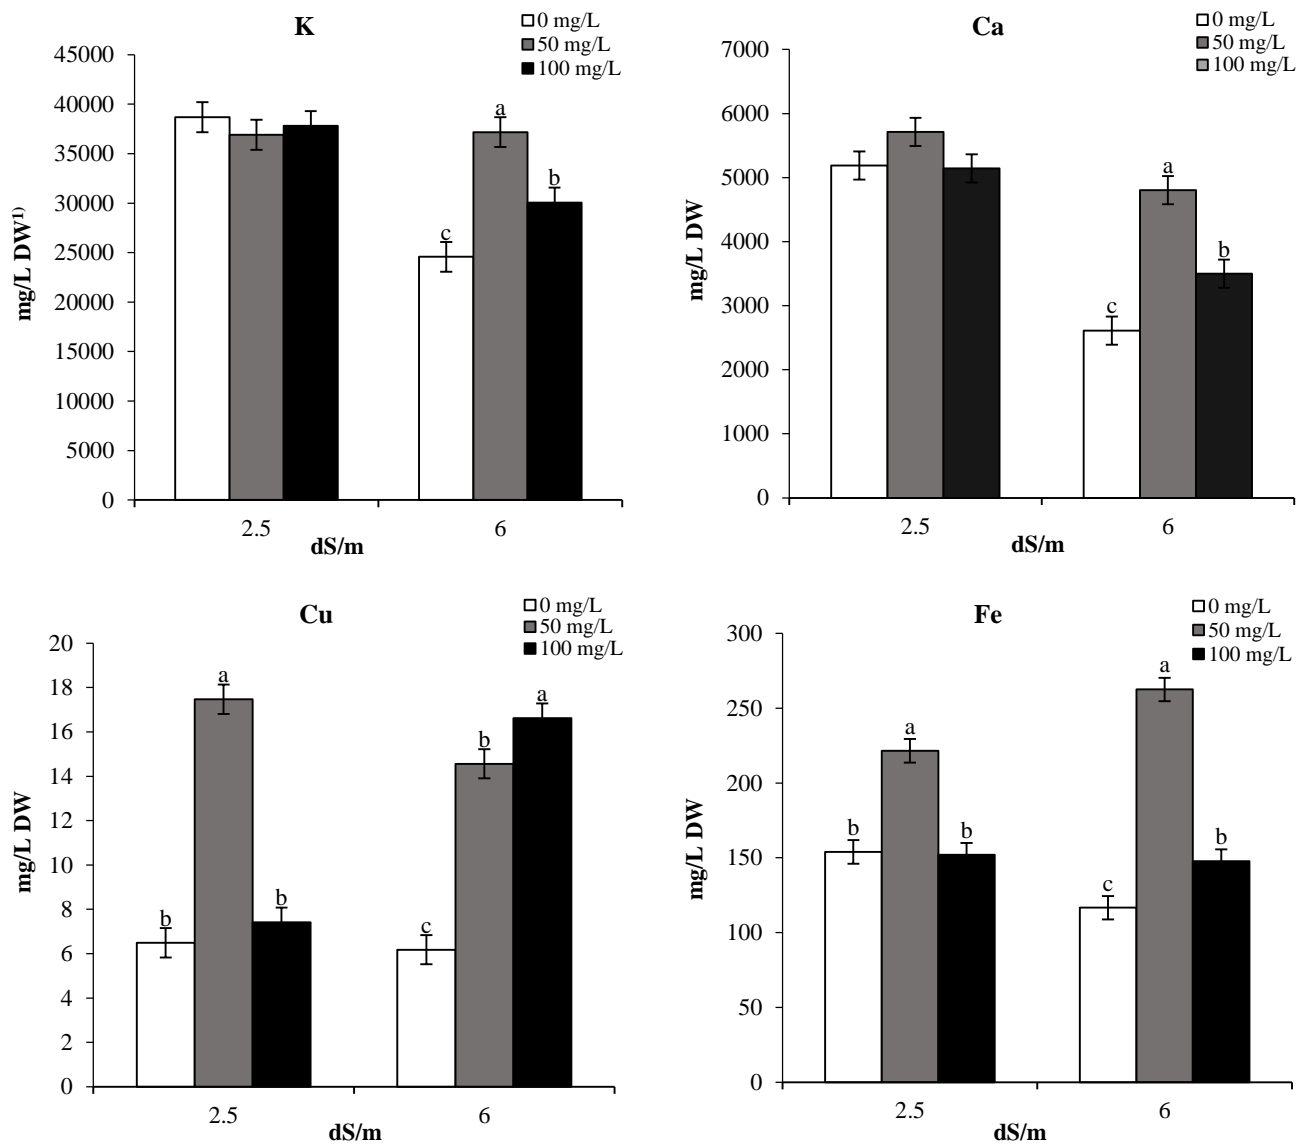 K
0 mg/L
50 mg/L
100 mg/L
45000
40000
35000
30000
25000
20000
15000
10000
5000
0
mg/L DW¹⁾
a
b
c
2.5
6
dS/m
Ca
0 mg/L
50 mg/L
100 mg/L
7000
6000
5000
4000
3000
2000
1000
0
mg/L DW
a
b
c
2.5
6
dS/m
Cu
0 mg/L
50 mg/L
100 mg/L
20
18
16
14
12
10
8
6
4
2
0
mg/L DW
b
a
b
c
b
a
2.5
6
dS/m
Fe
0 mg/L
50 mg/L
100 mg/L
300
250
200
150
100
50
0
mg/L DW
b
a
b
c
a
b
2.5
6
dS/m